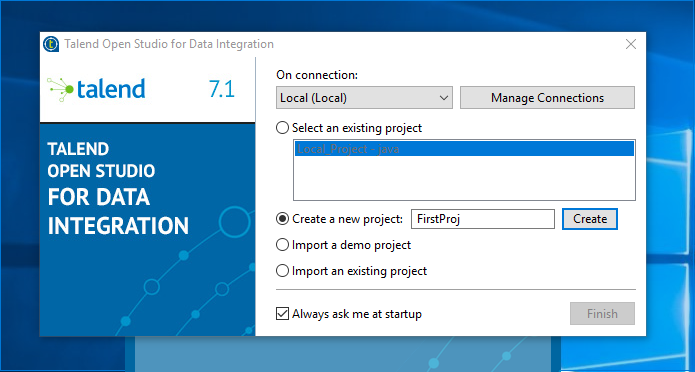 Talend Open Studio for Data Integration
talend
7.1
TALEND
OPEN STUDIO
FOR DATA
INTEGRATION
On connection:
Local (Local)
Manage Connections
Select an existing project
Local_Project - java
Create a new project:
FirstProj
Create
Import a demo project
Import an existing project
Always ask me at startup
Finish